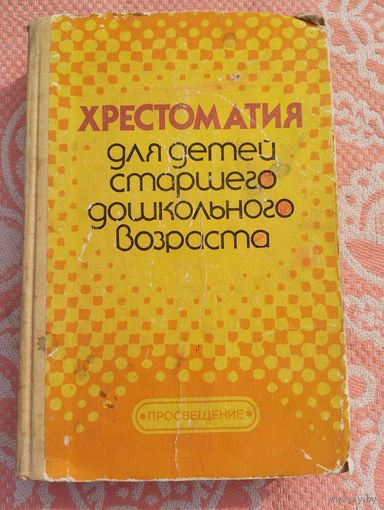 ХРЕСТОМАТИЯ
для детей
старшего
дошкольного
возраста
• ПРОСВЕЩЕНИЕ •